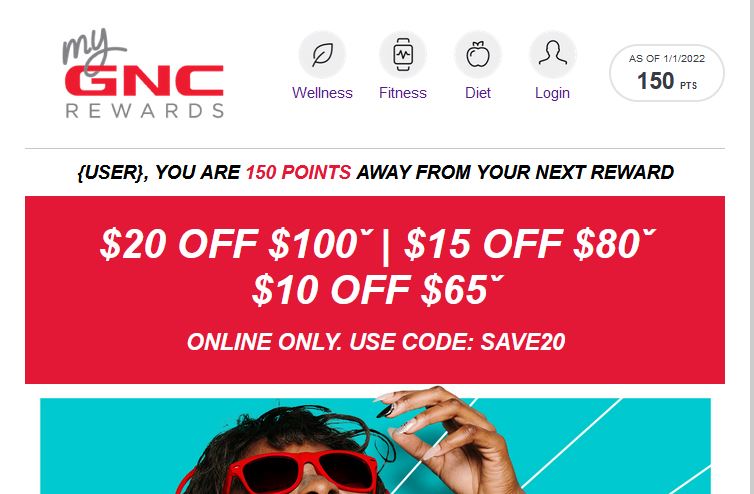 my
GNC
REWARDS
Wellness
Fitness
Diet
Login
AS OF 1/1/2022
150 PTS
{USER}, YOU ARE 150 POINTS AWAY FROM YOUR NEXT REWARD
$20 OFF $100ˇ | $15 OFF $80ˇ
$10 OFF $65ˇ
ONLINE ONLY. USE CODE: SAVE20